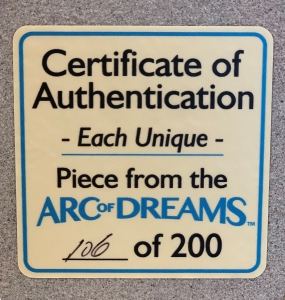 Certificate of
Authentication
- Each Unique -
Piece from the
ARC OF DREAMS™
106 of 200